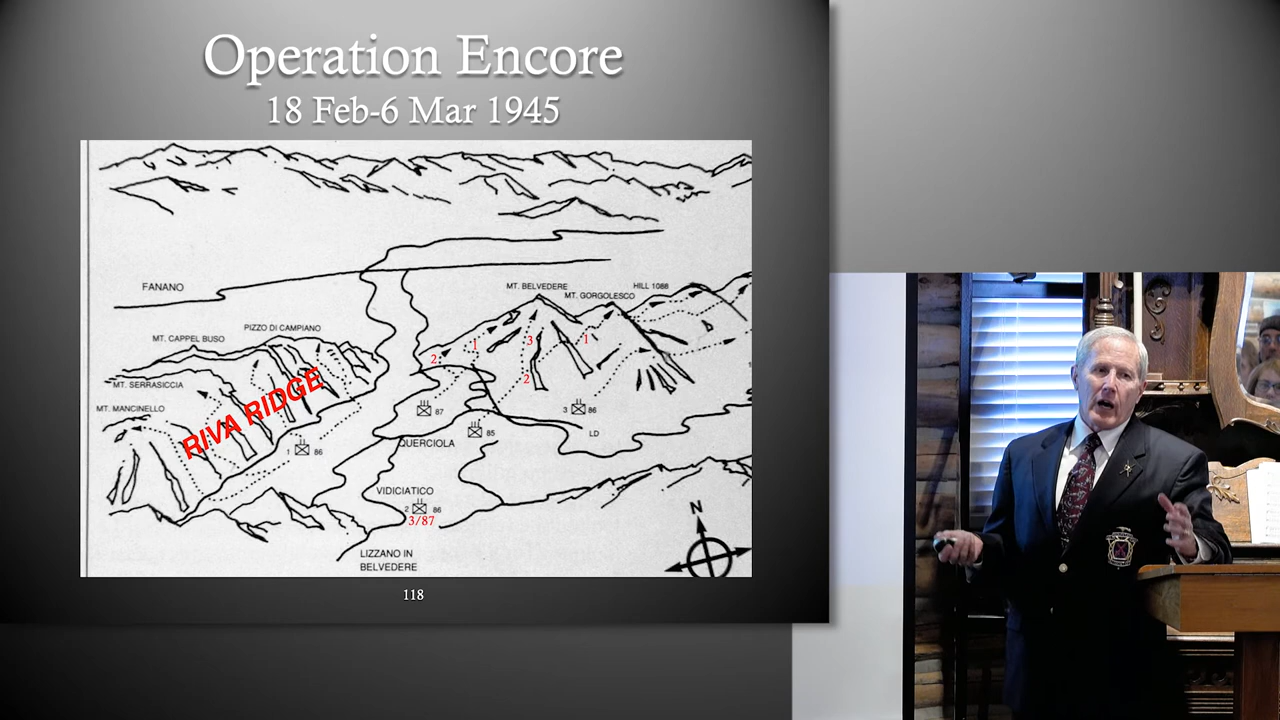 Operation Encore
18 Feb-6 Mar 1945
FANANO
MT. BELVEDERE
HILL 1088
MT. GORGOLESCO
PIZZO DI CAMPIANO
MT. CAPPEL BUSO
1
3
1
2
MT. SERRASICCIA
2
RIVA RIDGE
MT. MANCINELLO
87
3 86
85
LD
QUERCIOLA
1 86
VIDICIATICO
2 86
3/87
N
LIZZANO IN
BELVEDERE
118